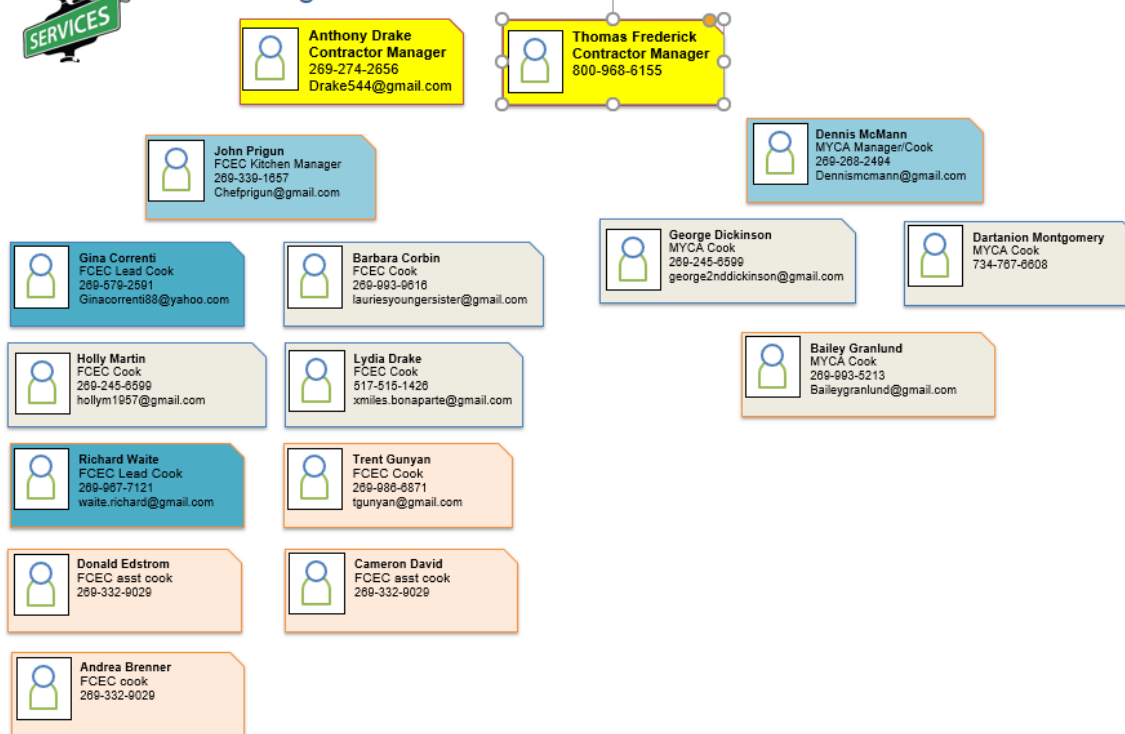 SERVICES
Anthony Drake
Contractor Manager
269-274-2656
Drake544@gmail.com
Thomas Frederick
Contractor Manager
800-968-6155
John Prigun
FCEC Kitchen Manager
269-339-1657
Chefprigun@gmail.com
Dennis McMann
MYCA Manager/Cook
269-268-2494
Dennismcmann@gmail.com
George Dickinson
MYCA Cook
269-245-6599
george2nddickinson@gmail.com
Dartanion Montgomery
MYCA Cook
734-767-6608
Gina Correnti
FCEC Lead Cook
269-579-2591
Ginacorrenti88@yahoo.com
Barbara Corbin
FCEC Cook
269-993-9616
lauriesyoungersister@gmail.com
Holly Martin
FCEC Cook
269-245-6599
hollym1957@gmail.com
Lydia Drake
FCEC Cook
517-515-1426
xmiles.bonaparte@gmail.com
Bailey Granlund
MYCA Cook
269-993-5213
Baileygranlund@gmail.com
Richard Waite
FCEC Lead Cook
269-967-7121
waite.richard@gmail.com
Trent Gunyan
FCEC Cook
269-986-6871
tgunyan@gmail.com
Donald Edstrom
FCEC asst cook
269-332-9029
Cameron David
FCEC asst cook
269-332-9029
Andrea Brenner
FCEC cook
269-332-9029